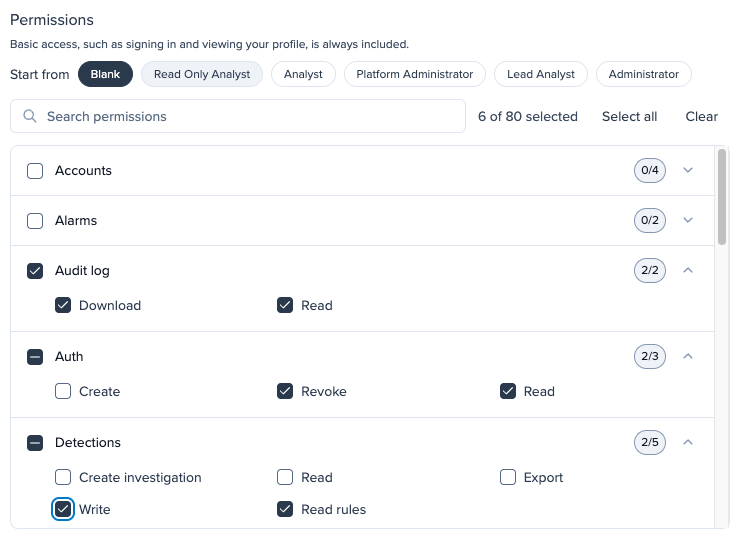 Permissions
Basic access, such as signing in and viewing your profile, is always included.
Start from Blank Read Only Analyst Analyst Platform Administrator Lead Analyst Administrator
Search permissions 6 of 80 selected Select all Clear
Accounts 0/4
Alarms 0/2
Audit log 2/2
Download Read
Auth 2/3
Create Revoke Read
Detections 2/5
Create investigation Read Export
Write Read rules